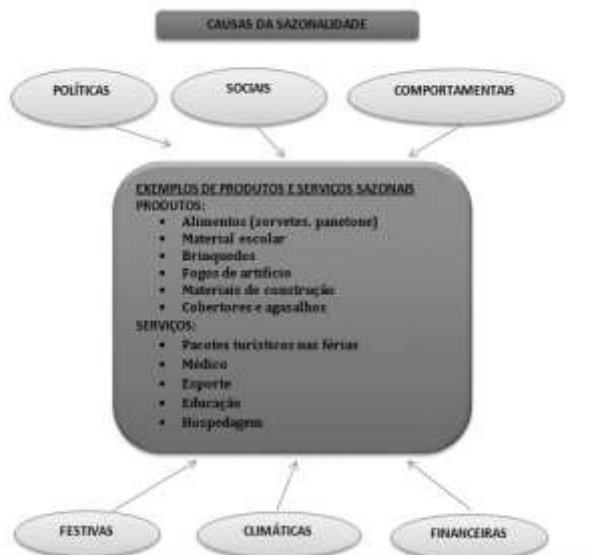 CAUSAS DA SAZONALIDADE
POLÍTICAS
SOCIAIS
COMPORTAMENTAIS
EXEMPLOS DE PRODUTOS E SERVIÇOS SAZONAIS
PRODUTOS:
• Alimentos (sorvetes, panetone)
• Material escolar
• Brinquedos
• Fogos de artifício
• Materiais de construção
• Cobertores e agasalhos
SERVIÇOS:
• Pacotes turísticos nas férias
• Médico
• Esporte
• Educação
• Hospedagem
FESTIVAS
CLIMÁTICAS
FINANCEIRAS